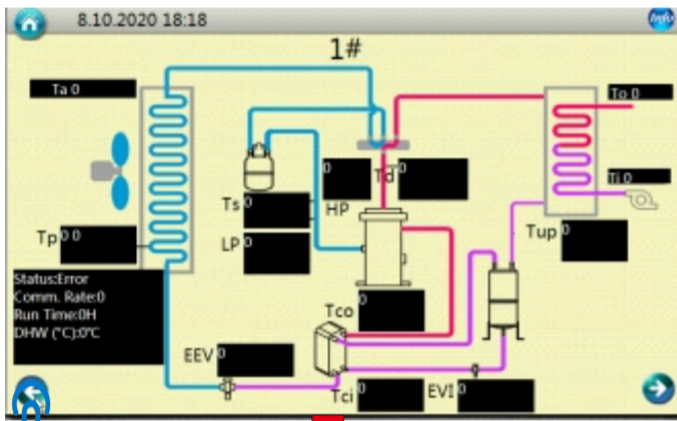 8.10.2020 18:18
Info
1#
Ta 0
To 0
0
Td 0
Ti 0
Ts 0
HP
Tp 0 0
LP 0
Tup 0
Status:Error
Comm. Rate:0
Run Time:0H
DHW (°C):0℃
Tco 0
EEV 0
Tci 0
EVI 0